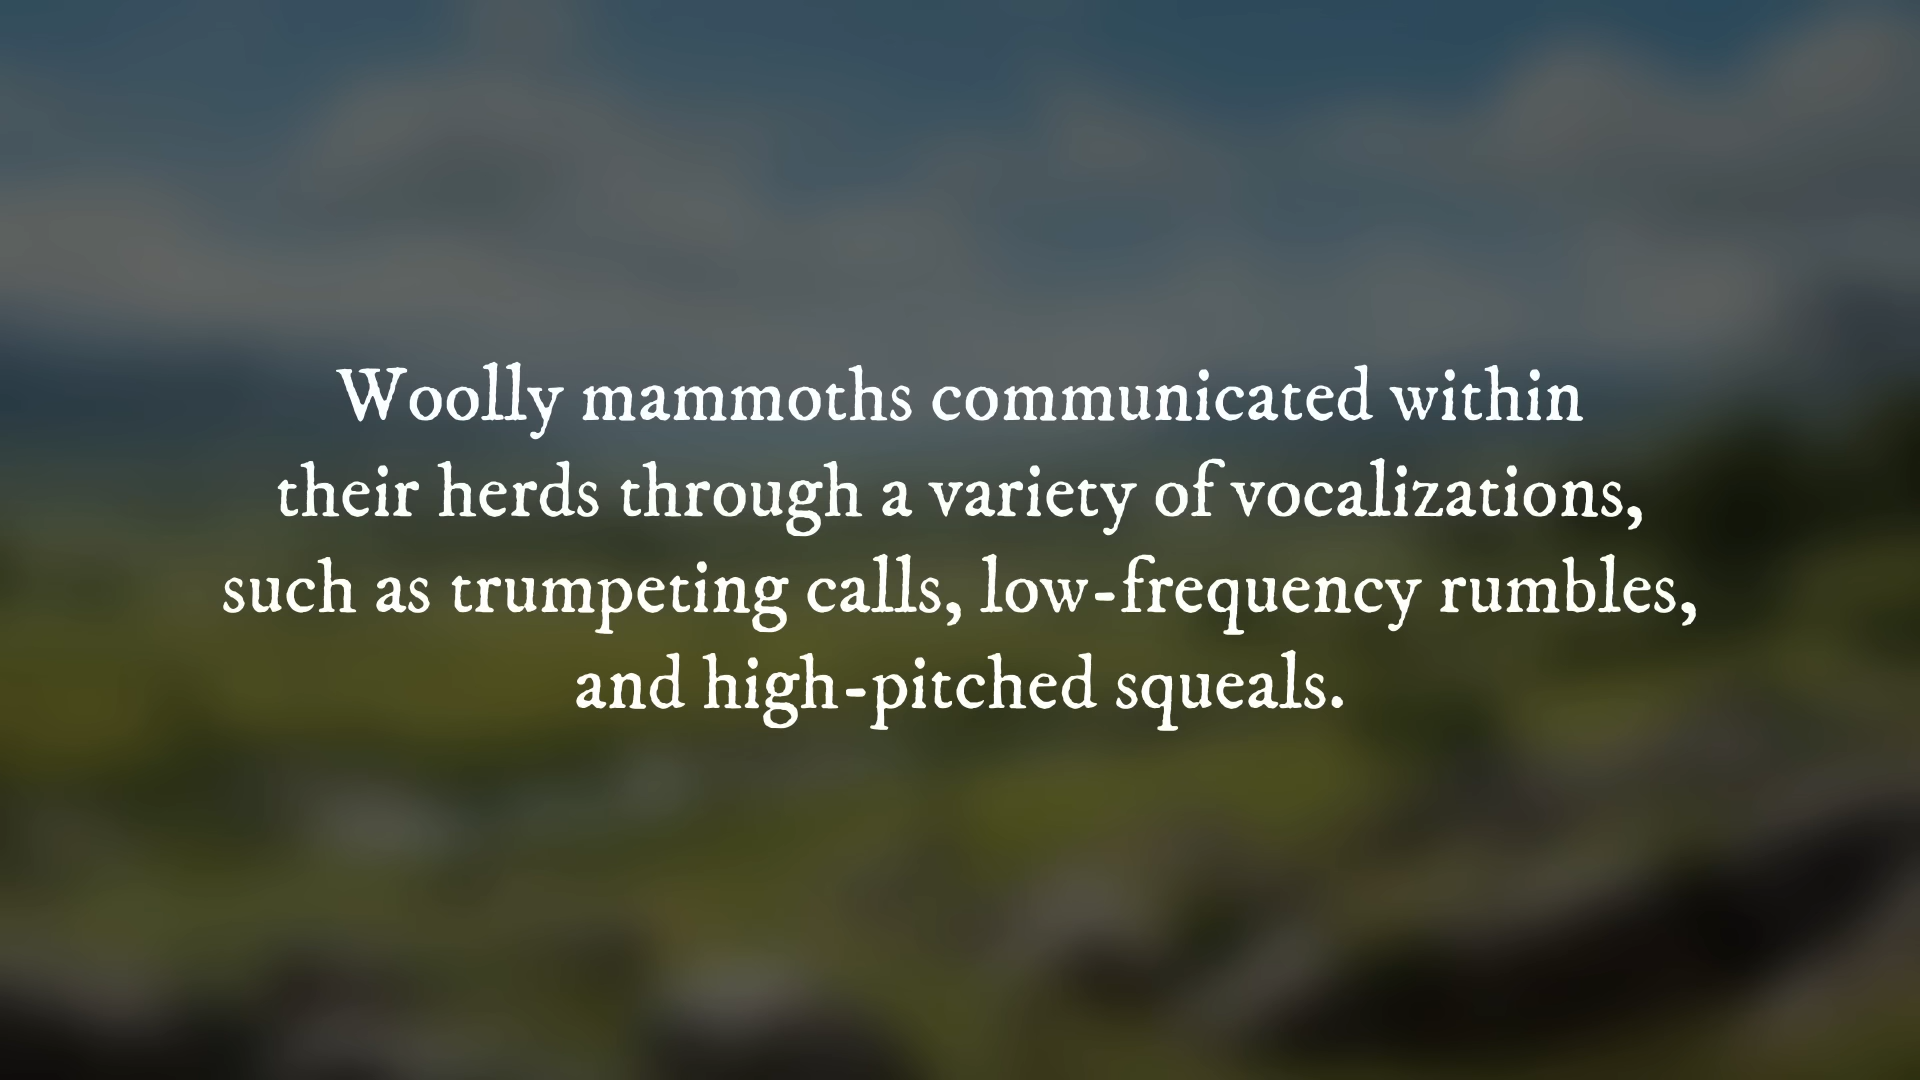 Woolly mammoths communicated within
their herds through a variety of vocalizations,
such as trumpeting calls, low-frequency rumbles,
and high-pitched squeals.